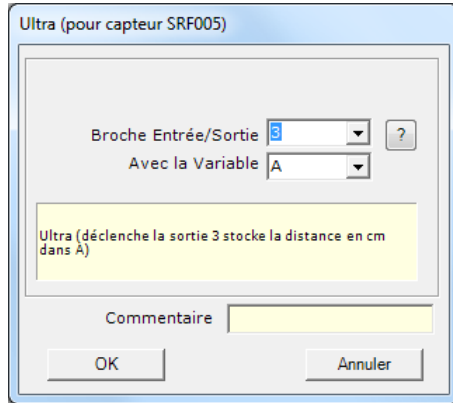 Ultra (pour capteur SRF005)
Broche Entrée/Sortie 3 ?
Avec la Variable A
Ultra (déclenche la sortie 3 stocke la distance en cm
dans A)
Commentaire
OK Annuler